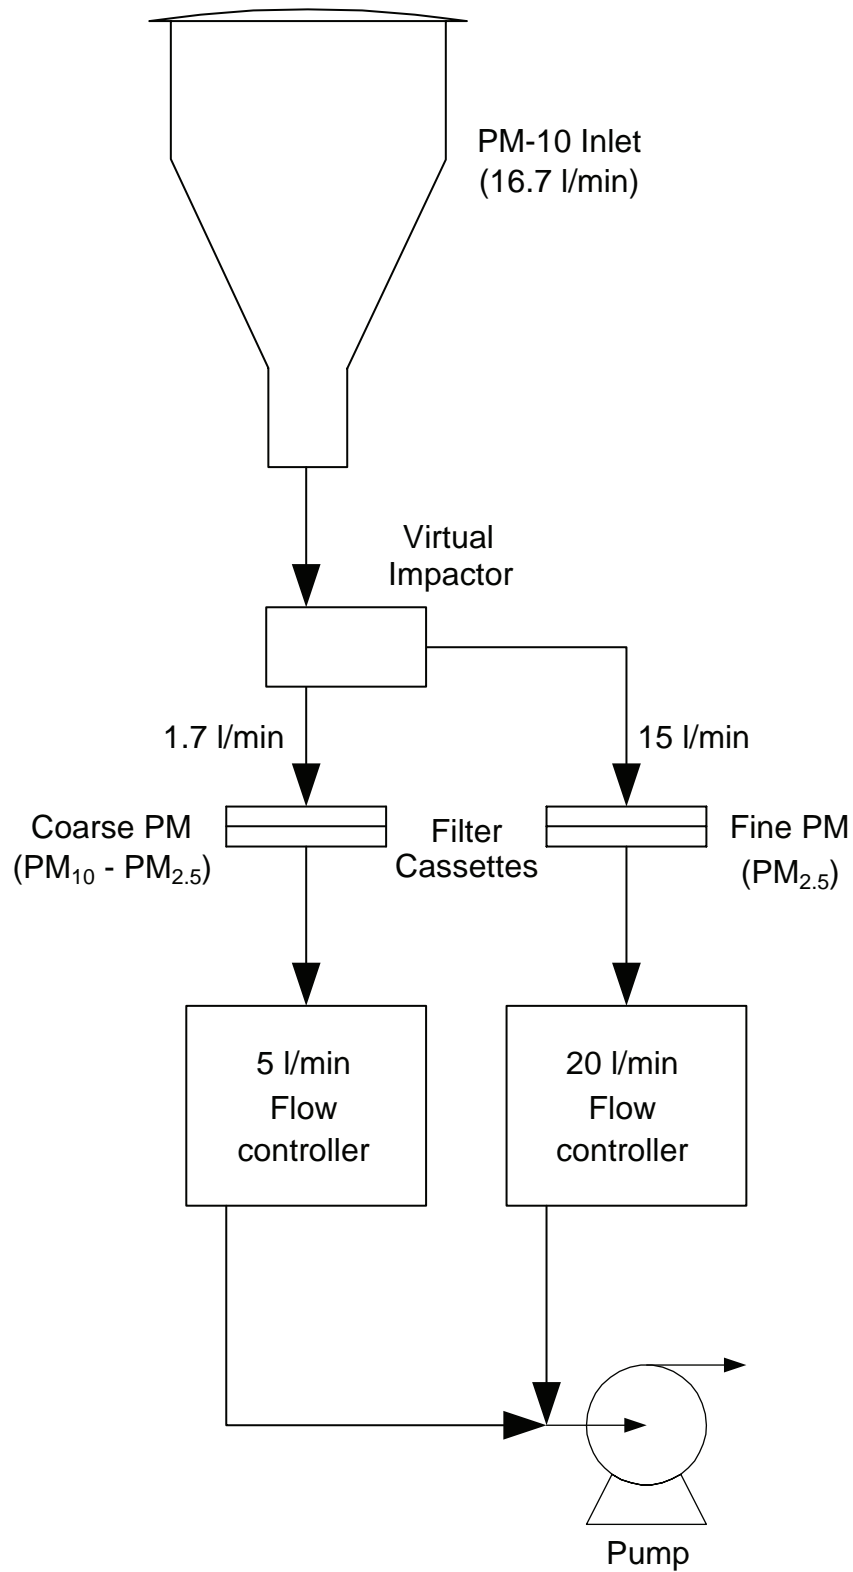 PM-10 Inlet
(16.7 l/min)
Virtual
Impactor
1.7 l/min
15 l/min
Coarse PM
(PM₁₀ - PM₂.₅)
Filter
Cassettes
Fine PM
(PM₂.₅)
5 l/min
Flow
controller
20 l/min
Flow
controller
Pump